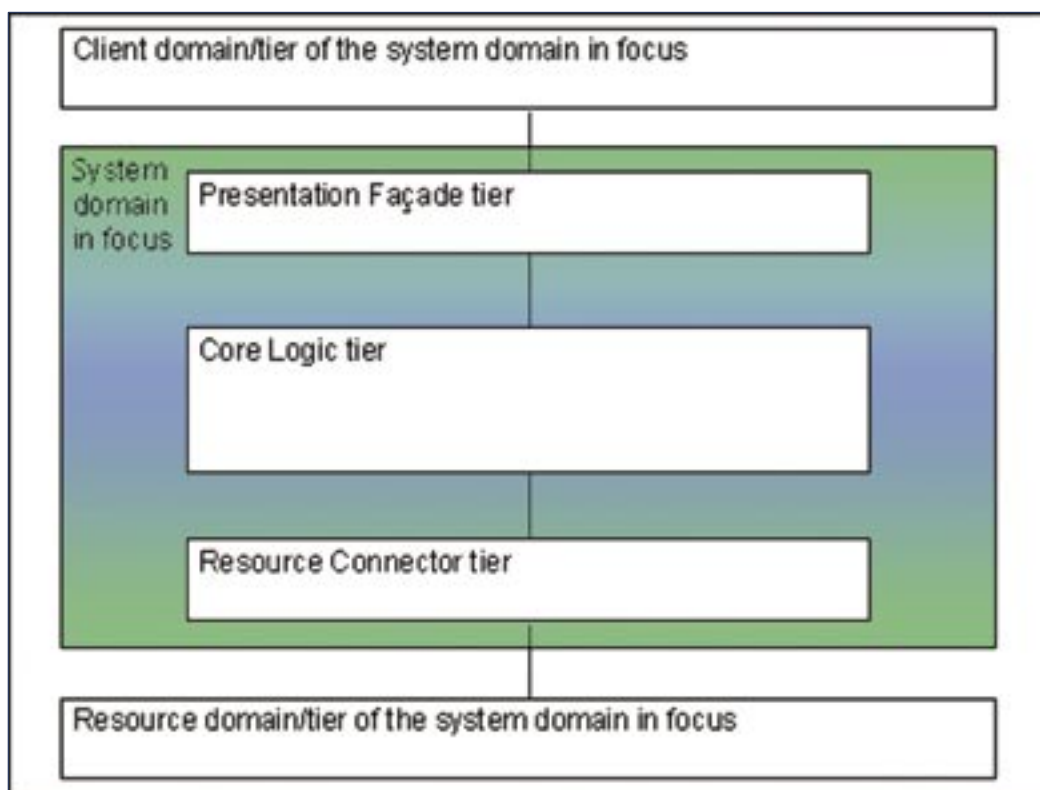 Client domain/tier of the system domain in focus
System
domain
in focus
Presentation Façade tier
Core Logic tier
Resource Connector tier
Resource domain/tier of the system domain in focus